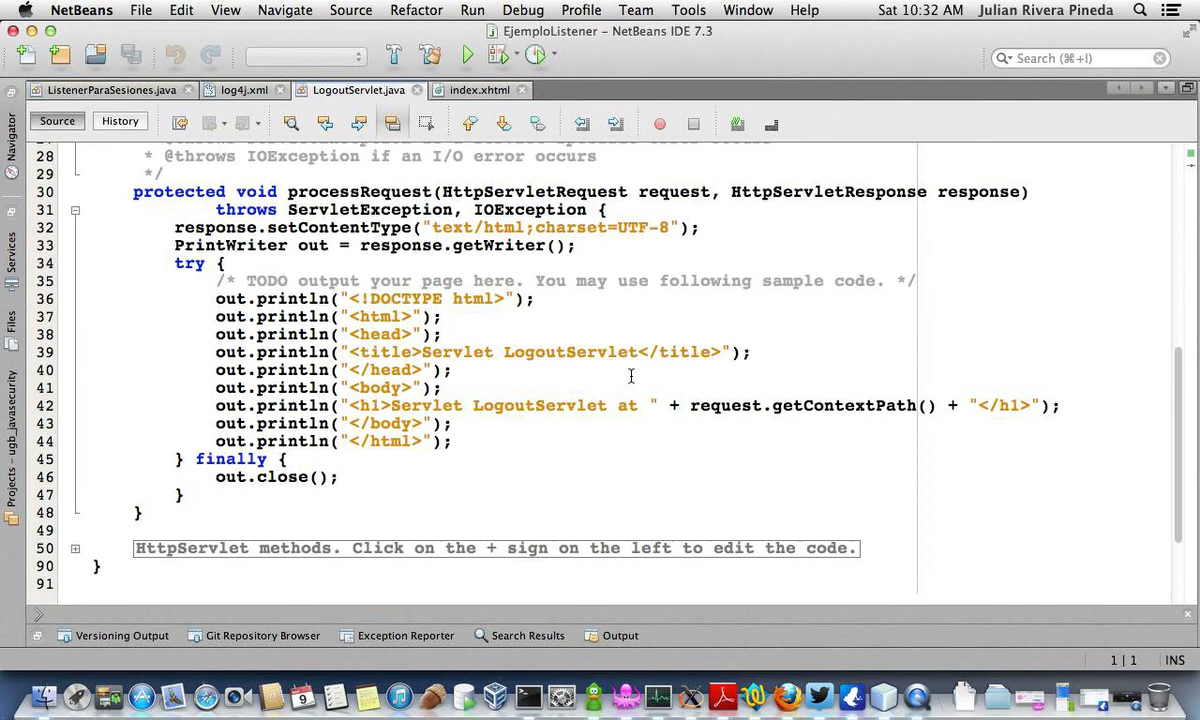 NetBeans File Edit View Navigate Source Refactor Run Debug Profile Team Tools Window Help Sat 10:32 AM Julian Rivera Pineda
EjemploListener – NetBeans IDE 7.3
Search (⌘+I)
ListenerParaSesiones.java log4j.xml LogoutServlet.java index.xhtml
Source History
28 * @throws IOException if an I/O error occurs
29 */
30 protected void processRequest(HttpServletRequest request, HttpServletResponse response)
31 throws ServletException, IOException {
32 response.setContentType("text/html;charset=UTF-8");
33 PrintWriter out = response.getWriter();
34 try {
35 /* TODO output your page here. You may use following sample code. */
36 out.println("<!DOCTYPE html>");
37 out.println("<html>");
38 out.println("<head>");
39 out.println("<title>Servlet LogoutServlet</title>");
40 out.println("</head>");
41 out.println("<body>");
42 out.println("<h1>Servlet LogoutServlet at " + request.getContextPath() + "</h1>");
43 out.println("</body>");
44 out.println("</html>");
45 } finally {
46 out.close();
47 }
48 }
49
50 HttpServlet methods. Click on the + sign on the left to edit the code.
90 }
91
Navigator
Services
Files
Projects - ugb_javasecurity
Versioning Output Git Repository Browser Exception Reporter Search Results Output
1 | 1 INS
9